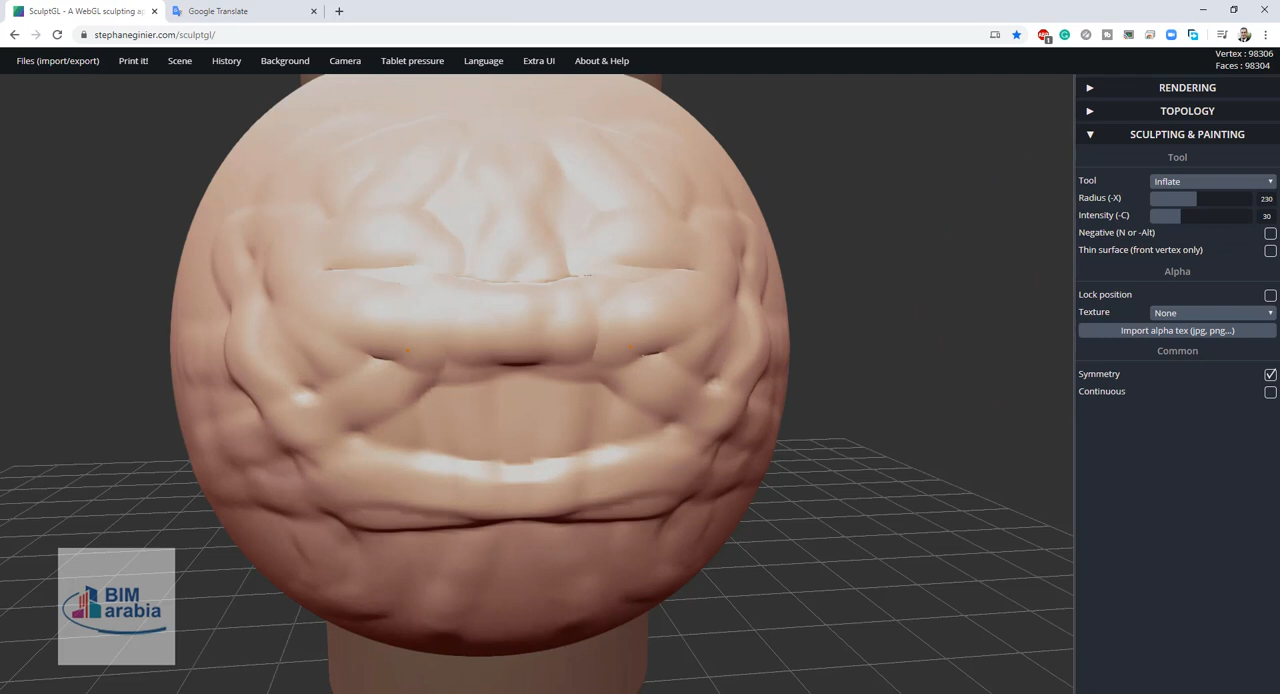 SculptGL - A WebGL sculpting ap
Google Translate
stephaneginier.com/sculptgl/
1
Files (import/export) Print it! Scene History Background Camera Tablet pressure Language Extra UI About & Help
Vertex : 98306
Faces : 98304
RENDERING
TOPOLOGY
SCULPTING & PAINTING
Tool
Tool Inflate
Radius (-X) 230
Intensity (-C) 30
Negative (N or -Alt)
Thin surface (front vertex only)
Alpha
Lock position
Texture None
Import alpha tex (jpg, png...)
Common
Symmetry
Continuous
BIM
arabia